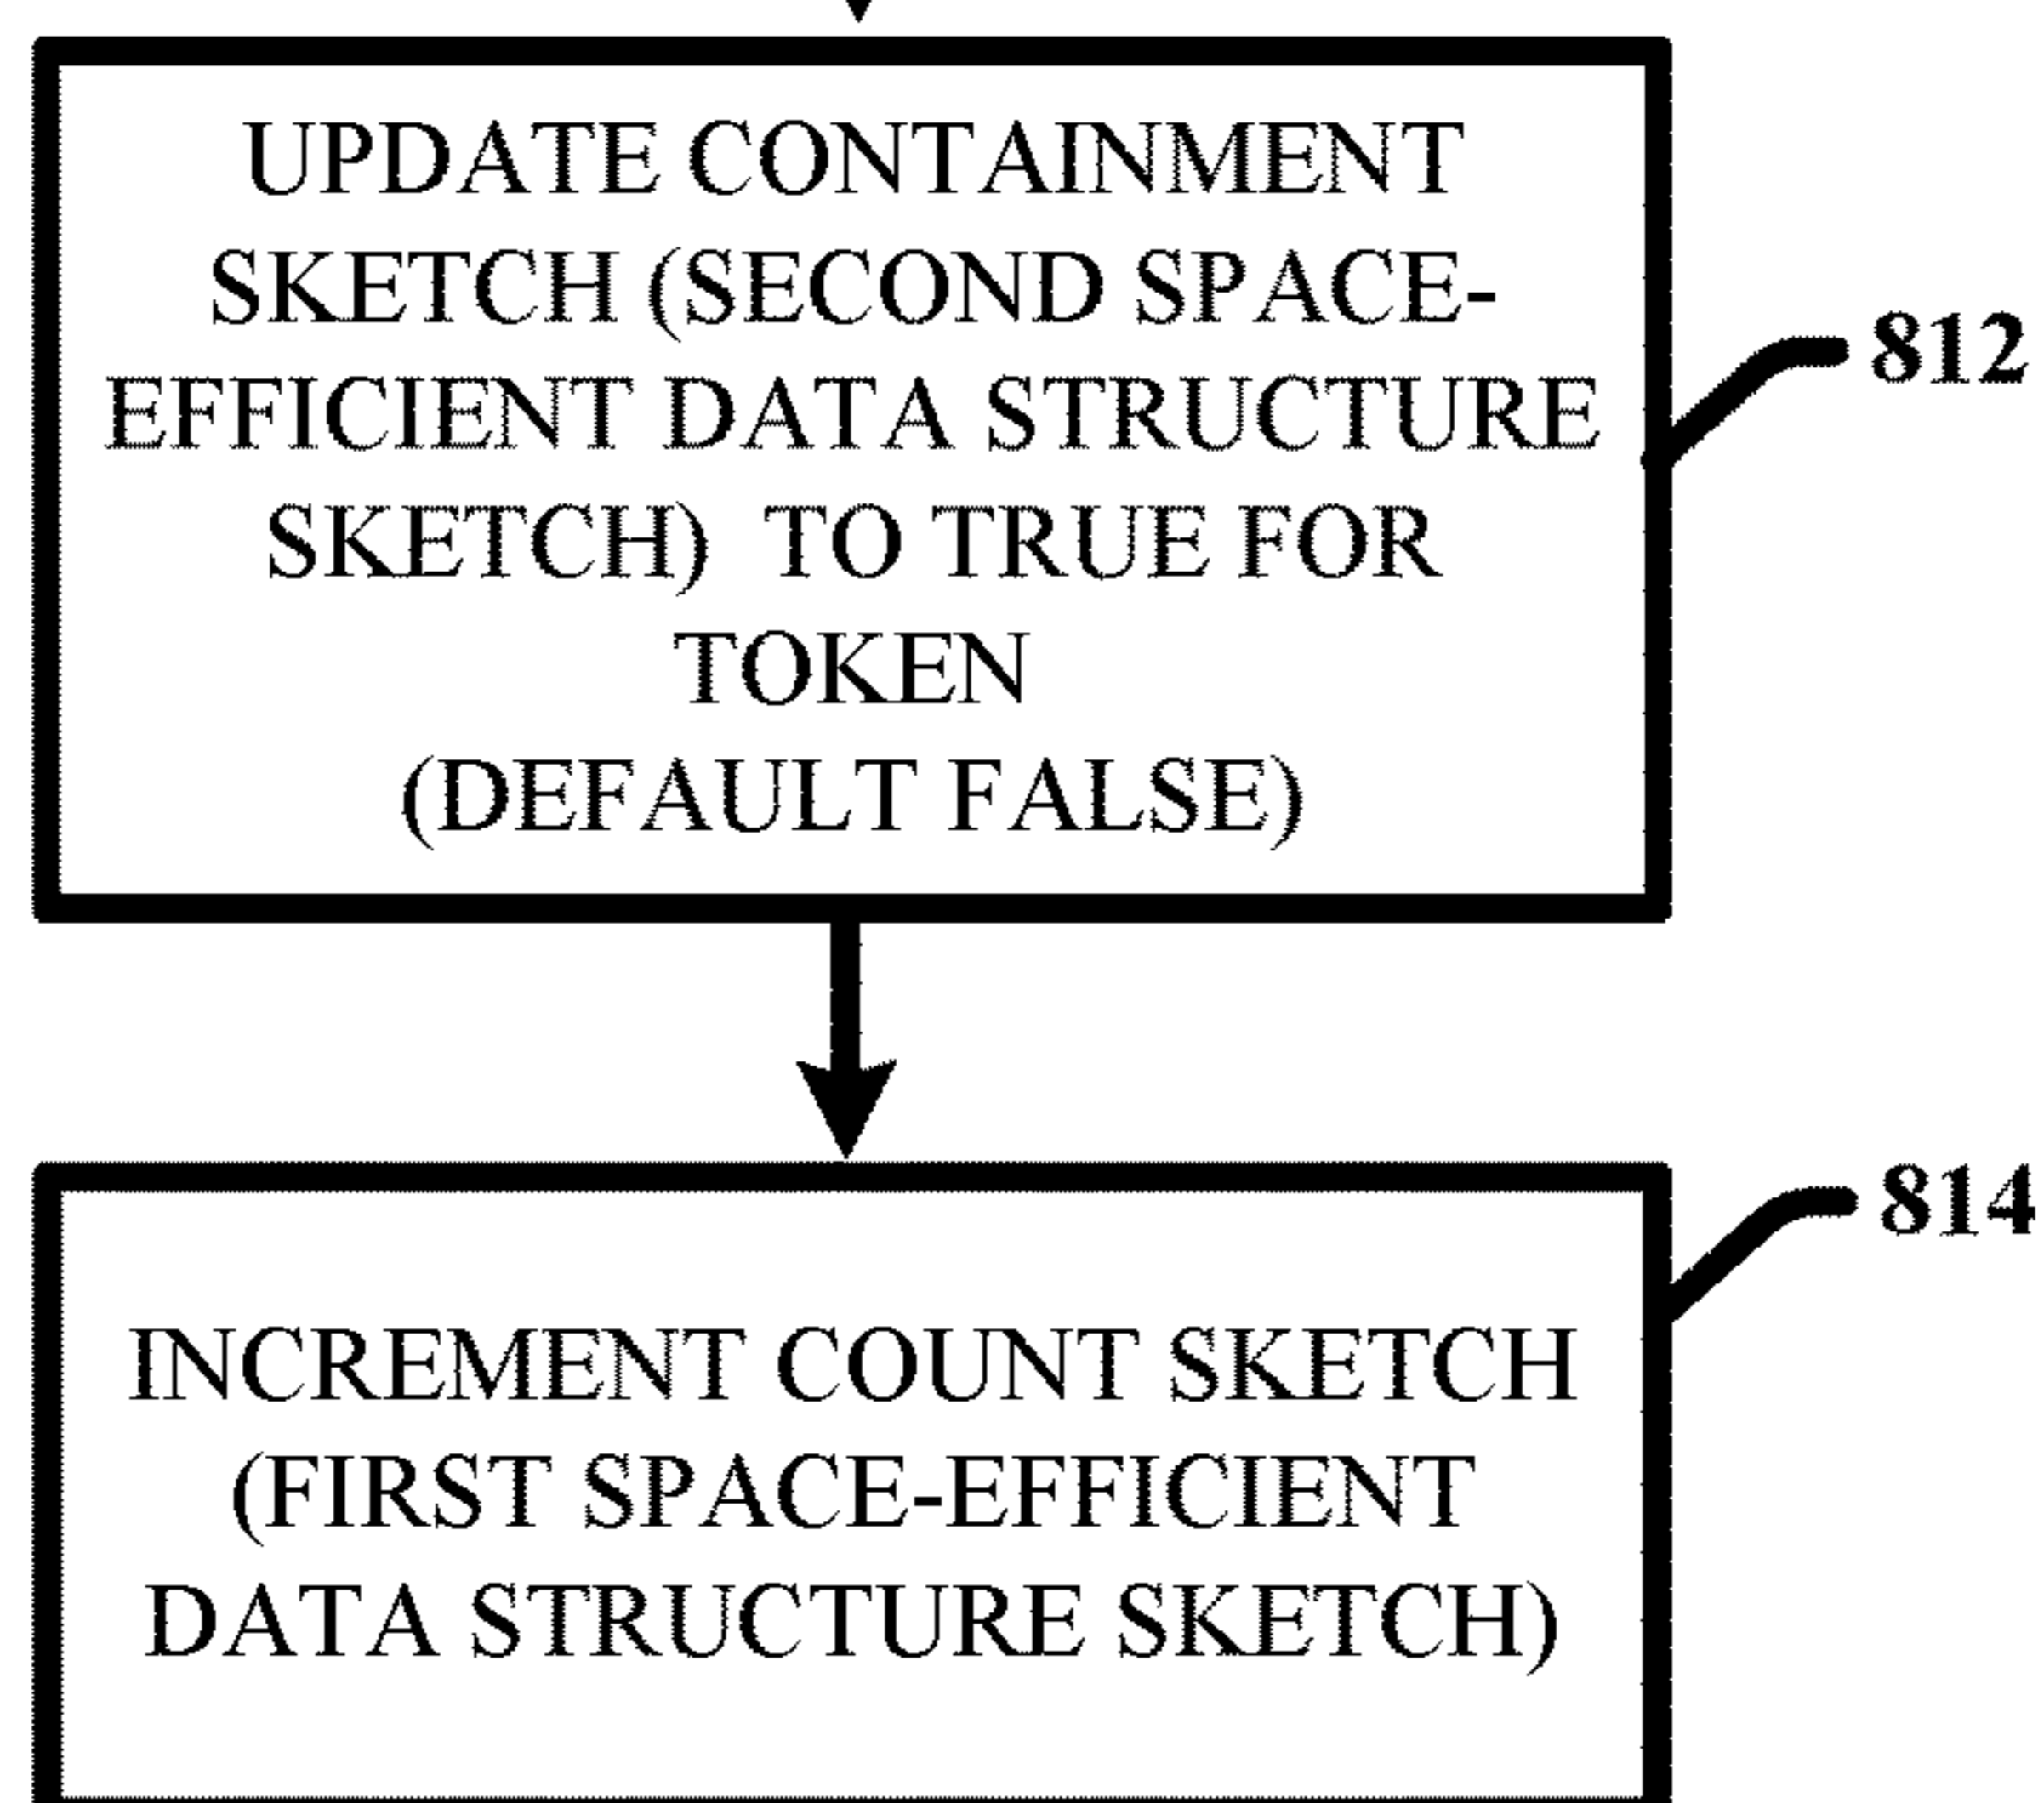 UPDATE CONTAINMENT
SKETCH (SECOND SPACE-
EFFICIENT DATA STRUCTURE
SKETCH) TO TRUE FOR
TOKEN
(DEFAULT FALSE)
812
INCREMENT COUNT SKETCH
(FIRST SPACE-EFFICIENT
DATA STRUCTURE SKETCH)
814